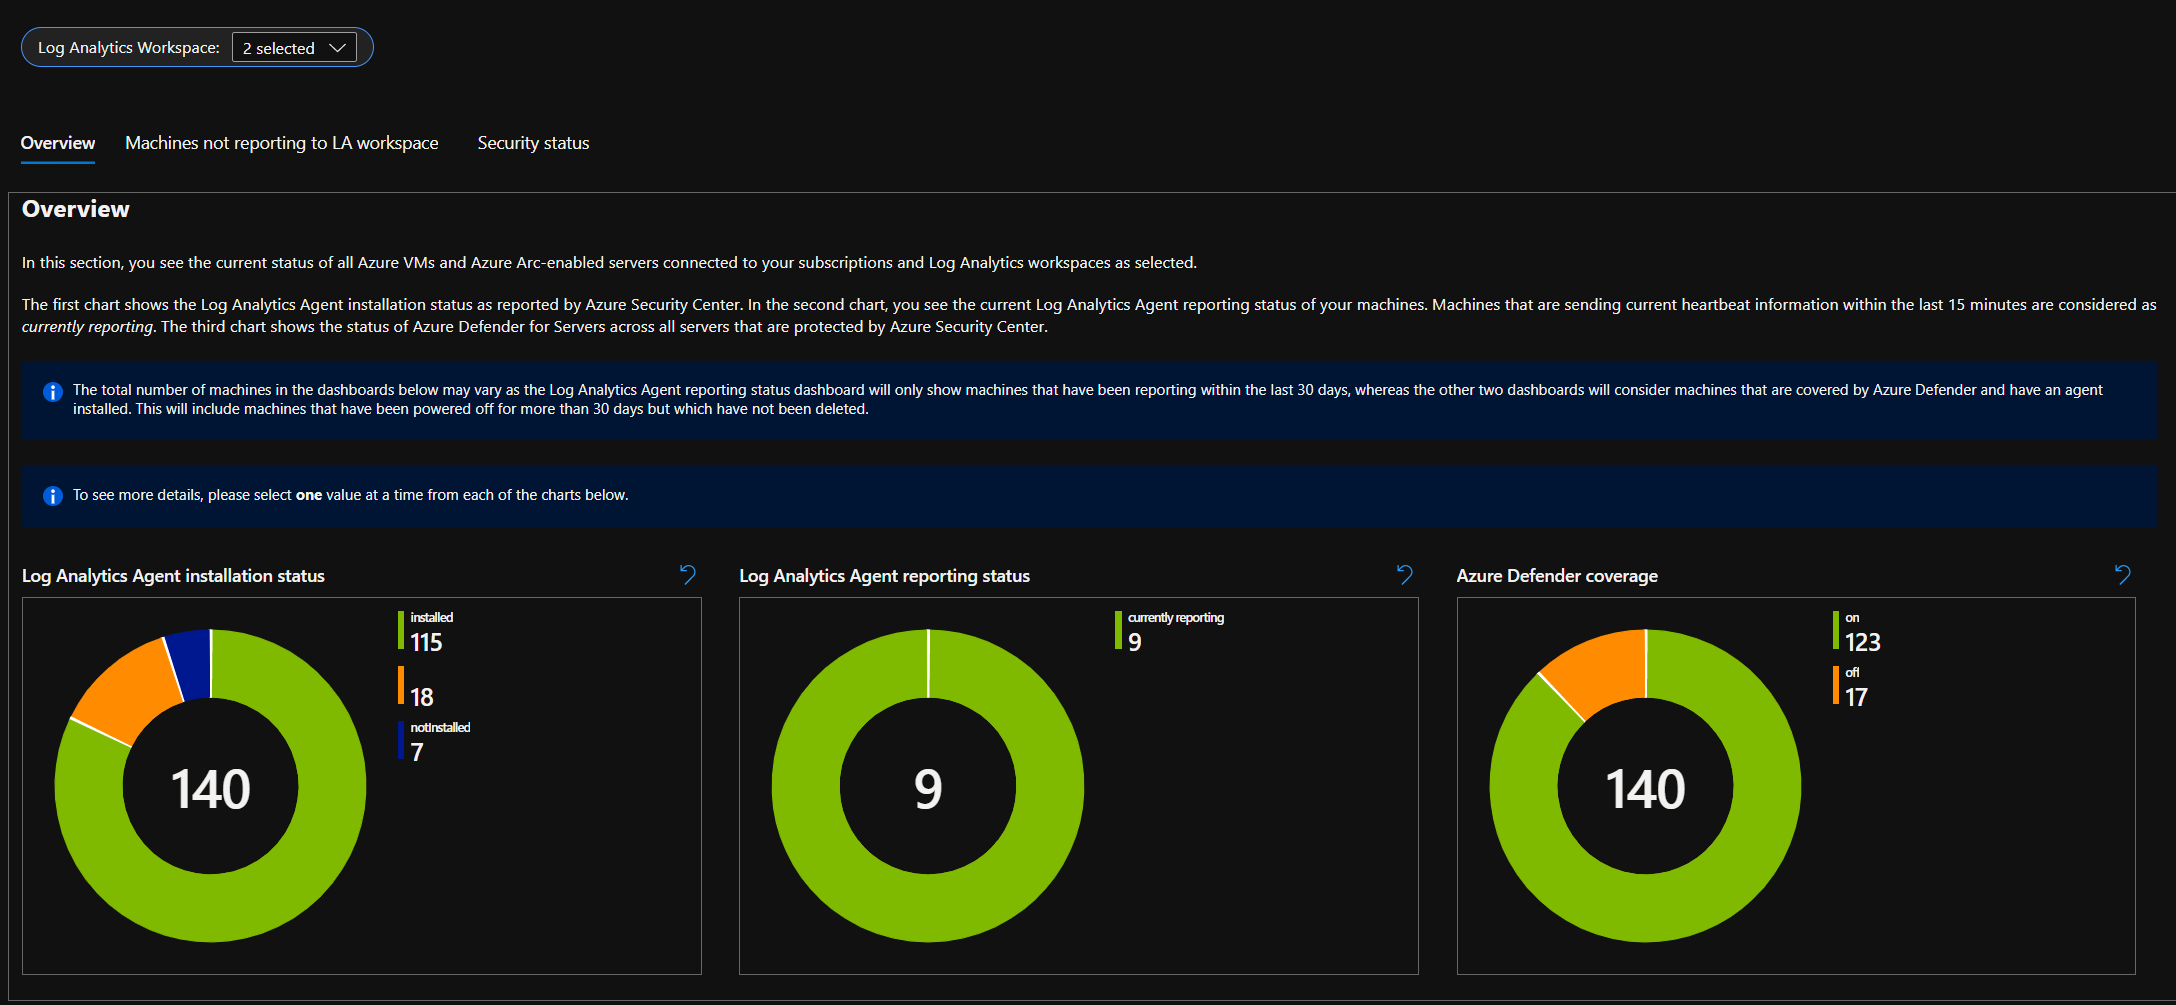 Log Analytics Workspace: 2 selected
Overview Machines not reporting to LA workspace Security status
Overview
In this section, you see the current status of all Azure VMs and Azure Arc-enabled servers connected to your subscriptions and Log Analytics workspaces as selected.
The first chart shows the Log Analytics Agent installation status as reported by Azure Security Center. In the second chart, you see the current Log Analytics Agent reporting status of your machines. Machines that are sending current heartbeat information within the last 15 minutes are considered as
currently reporting. The third chart shows the status of Azure Defender for Servers across all servers that are protected by Azure Security Center.
The total number of machines in the dashboards below may vary as the Log Analytics Agent reporting status dashboard will only show machines that have been reporting within the last 30 days, whereas the other two dashboards will consider machines that are covered by Azure Defender and have an agent
installed. This will include machines that have been powered off for more than 30 days but which have not been deleted.
To see more details, please select one value at a time from each of the charts below.
Log Analytics Agent installation status
installed
115
18
notInstalled
7
140
Log Analytics Agent reporting status
currently reporting
9
9
Azure Defender coverage
on
123
off
17
140